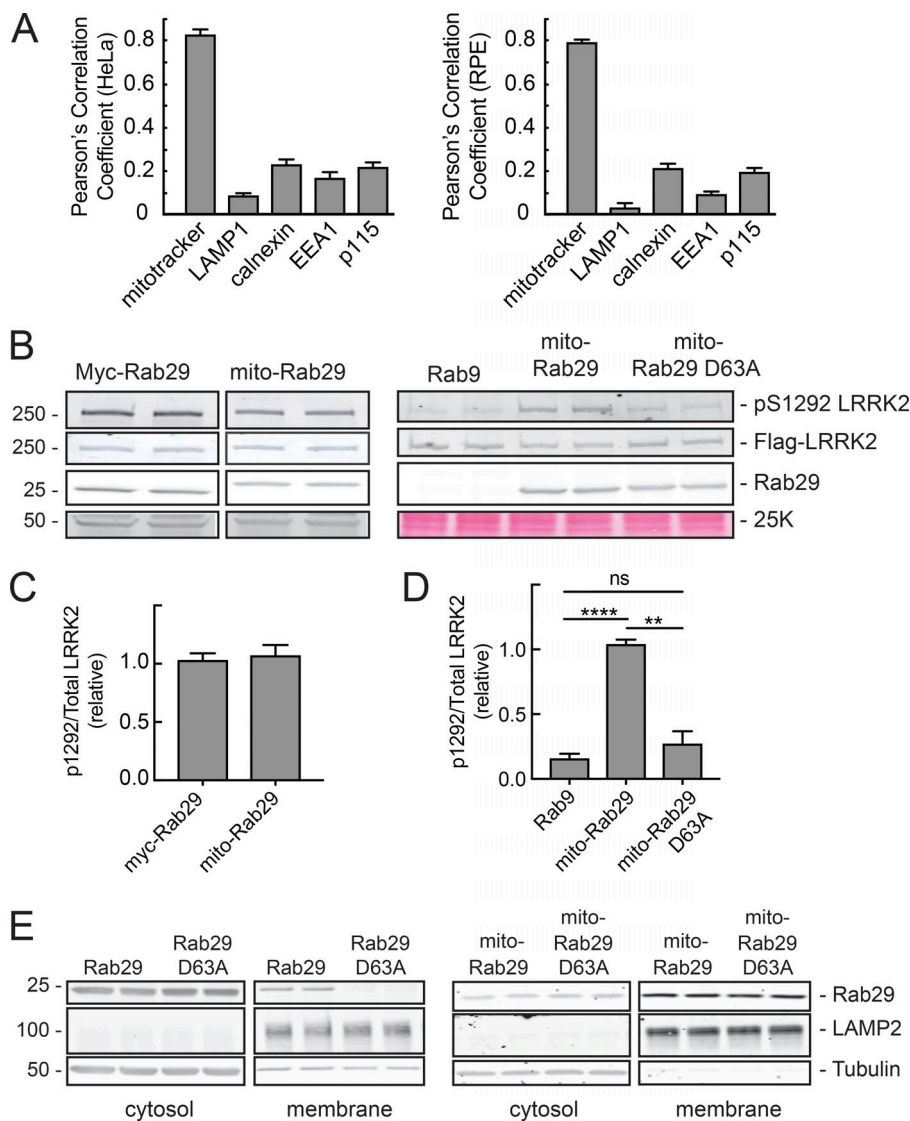 A
Pearson's Correlation
Coefficient (HeLa)
0.8
0.4
0.2
0
mitotracker
LAMP1
calnexin
EEA1
p115
Pearson's Correlation
Coefficient (RPE)
0.8
0.4
0.2
0
mitotracker
LAMP1
calnexin
EEA1
p115
B
Myc-Rab29
mito-Rab29
Rab9
mito-
Rab29
mito-
Rab29 D63A
250 -
- pS1292 LRRK2
250 -
- Flag-LRRK2
25 -
- Rab29
50 -
- 25K
C
p1292/Total LRRK2
(relative)
1.0
0.5
0.0
myc-Rab29
mito-Rab29
D
p1292/Total LRRK2
(relative)
ns
**** **
1.0
0.5
0.0
Rab9
mito-Rab29
mito-Rab29
D63A
E
Rab29
Rab29
D63A
Rab29
Rab29
D63A
mito-
Rab29
mito-
Rab29
D63A
mito-
Rab29
mito-
Rab29
D63A
25 -
- Rab29
100 -
- LAMP2
50 -
- Tubulin
cytosol
membrane
cytosol
membrane